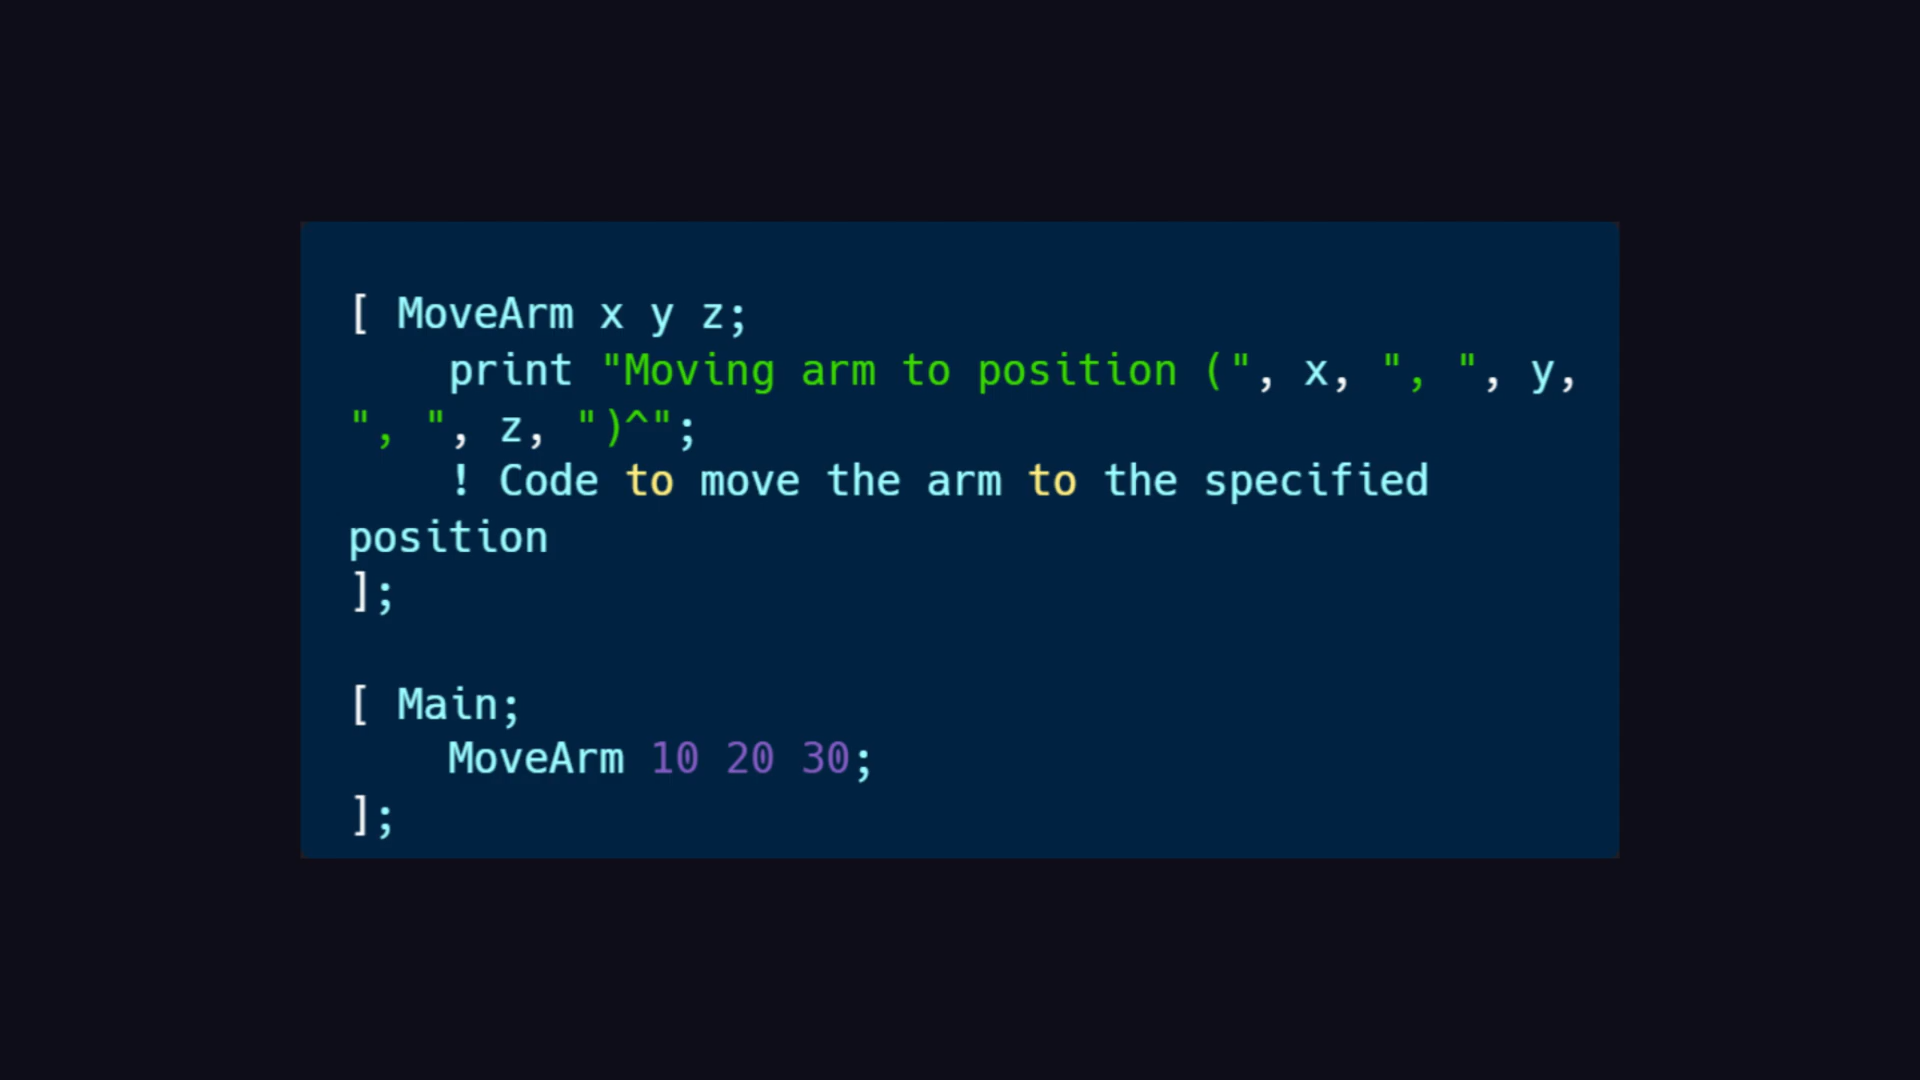 [ MoveArm x y z;
    print "Moving arm to position (", x, ", ", y,
", ", z, ")^";
    ! Code to move the arm to the specified
position
];

[ Main;
    MoveArm 10 20 30;
];